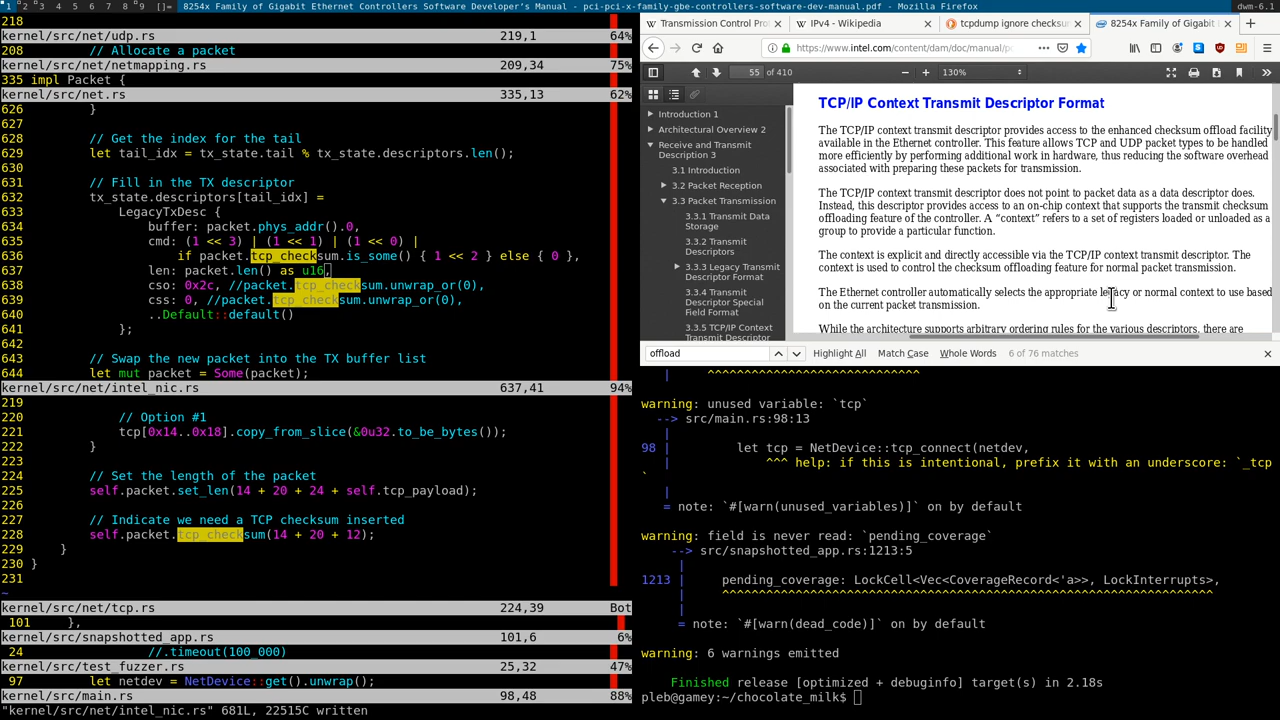 1 2 3 4 5 6 7 8 9 []= 8254x Family of Gigabit Ethernet Controllers Software Developer's Manual - pci-pci-x-family-gbe-controllers-software-dev-manual.pdf - Mozilla Firefox dwm-6.1
218
kernel/src/net/udp.rs 219,1 64%
208 // Allocate a packet
kernel/src/net/netmapping.rs 209,34 75%
335 impl Packet {
kernel/src/net.rs 335,13 62%
626 }
627
628 // Get the index for the tail
629 let tail_idx = tx_state.tail % tx_state.descriptors.len();
630
631 // Fill in the TX descriptor
632 tx_state.descriptors[tail_idx] =
633 LegacyTxDesc {
634 buffer: packet.phys_addr().0,
635 cmd: (1 << 3) | (1 << 1) | (1 << 0) |
636 if packet.tcp_checksum.is_some() { 1 << 2 } else { 0 },
637 len: packet.len() as u16,
638 cso: 0x2c, //packet.tcp_checksum.unwrap_or(0),
639 css: 0, //packet.tcp_checksum.unwrap_or(0),
640 ..Default::default()
641 };
642
643 // Swap the new packet into the TX buffer list
644 let mut packet = Some(packet);
kernel/src/net/intel_nic.rs 637,41 94%
219
220 // Option #1
221 tcp[0x14..0x18].copy_from_slice(&0u32.to_be_bytes());
222 }
223
224 // Set the length of the packet
225 self.packet.set_len(14 + 20 + 24 + self.tcp_payload);
226
227 // Indicate we need a TCP checksum inserted
228 self.packet.tcp_checksum(14 + 20 + 12);
229 }
230 }
231
~
kernel/src/net/tcp.rs 224,39 Bot
101 },
kernel/src/snapshotted_app.rs 101,6 6%
24 //.timeout(100_000)
kernel/src/test_fuzzer.rs 25,32 47%
97 let netdev = NetDevice::get().unwrap();
kernel/src/main.rs 98,48 88%
"kernel/src/net/intel_nic.rs" 681L, 22515C written
Transmission Control Pro
IPv4 - Wikipedia
tcpdump ignore checksu
8254x Family of Gigabit
https://www.intel.com/content/dam/doc/manual/pc
55 of 410
130%
Introduction 1
Architectural Overview 2
Receive and Transmit
Description 3
3.1 Introduction
3.2 Packet Reception
3.3 Packet Transmission
3.3.1 Transmit Data
Storage
3.3.2 Transmit
Descriptors
3.3.3 Legacy Transmit
Descriptor Format
3.3.4 Transmit
Descriptor Special
Field Format
3.3.5 TCP/IP Context
Transmit Descriptor
TCP/IP Context Transmit Descriptor Format
The TCP/IP context transmit descriptor provides access to the enhanced checksum offload facility
available in the Ethernet controller. This feature allows TCP and UDP packet types to be handled
more efficiently by performing additional work in hardware, thus reducing the software overhead
associated with preparing these packets for transmission.
The TCP/IP context transmit descriptor does not point to packet data as a data descriptor does.
Instead, this descriptor provides access to an on-chip context that supports the transmit checksum
offloading feature of the controller. A “context” refers to a set of registers loaded or unloaded as a
group to provide a particular function.
The context is explicit and directly accessible via the TCP/IP context transmit descriptor. The
context is used to control the checksum offloading feature for normal packet transmission.
The Ethernet controller automatically selects the appropriate legacy or normal context to use based
on the current packet transmission.
While the architecture supports arbitrary ordering rules for the various descriptors, there are
offload
Highlight All Match Case Whole Words 6 of 76 matches
| ^^^^^^^^^^^^^^^^^^^^^^^^^^^^
warning: unused variable: `tcp`
--> src/main.rs:98:13
|
98 | let tcp = NetDevice::tcp_connect(netdev,
| ^^^ help: if this is intentional, prefix it with an underscore: `_tcp
`
|
= note: `#[warn(unused_variables)]` on by default
warning: field is never read: `pending_coverage`
--> src/snapshotted_app.rs:1213:5
|
1213 | pending_coverage: LockCell<Vec<CoverageRecord<'a>>, LockInterrupts>,
| ^^^^^^^^^^^^^^^^^^^^^^^^^^^^^^^^^^^^^^^^^^^^^^^^^^^^^^^^^^^^^^^^^^^
|
= note: `#[warn(dead_code)]` on by default
warning: 6 warnings emitted
Finished release [optimized + debuginfo] target(s) in 2.18s
pleb@gamey:~/chocolate_milk$